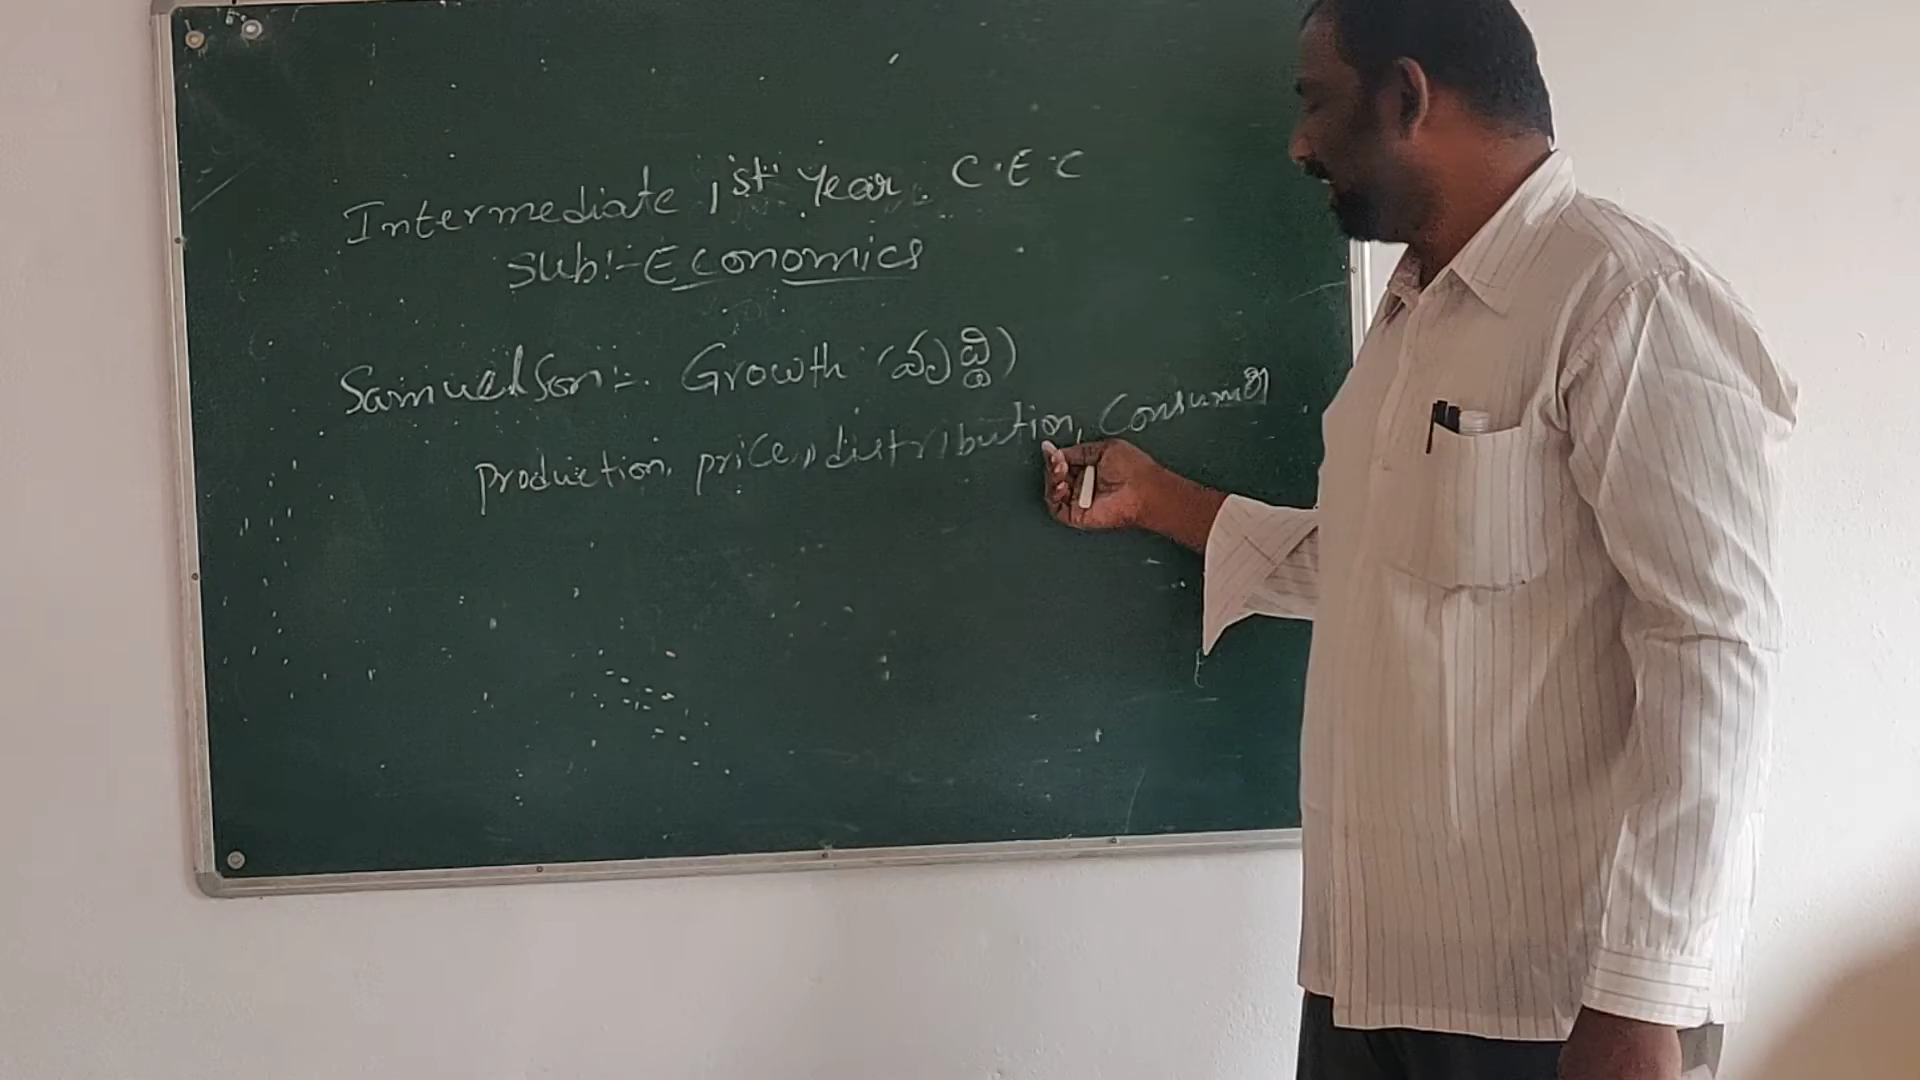 Intermediate 1st Year. C.E.C
Sub:- Economics
Samuelson:- Growth (వృద్ధి)
production, price, distribution, Consumer